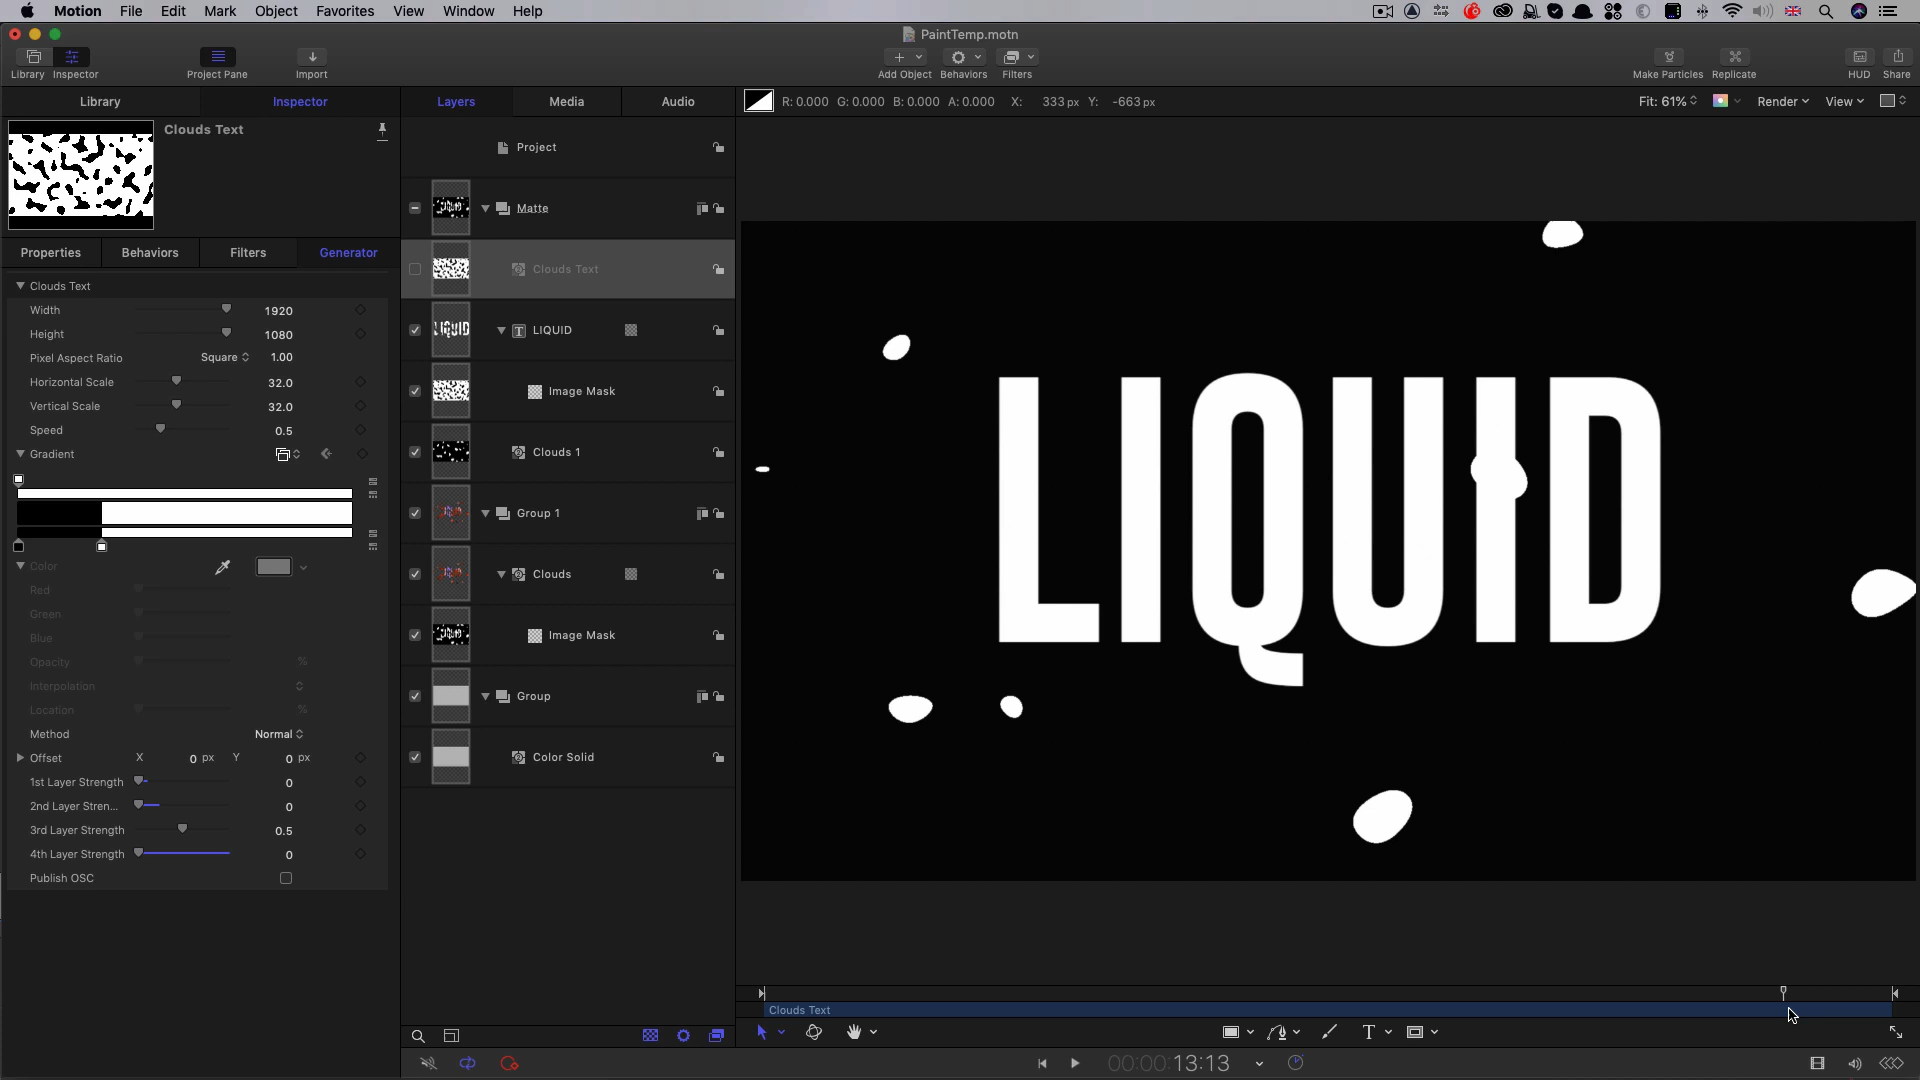 Motion File Edit Mark Object Favorites View Window Help
PaintTemp.motn
Library Inspector Project Pane Import Add Object Behaviors Filters Make Particles Replicate HUD Share
Library Inspector Layers Media Audio
R: 0.000 G: 0.000 B: 0.000 A: 0.000 X: 333 px Y: -663 px Fit: 61% Render View
Clouds Text
Properties Behaviors Filters Generator
Clouds Text
Width 1920
Height 1080
Pixel Aspect Ratio Square 1.00
Horizontal Scale 32.0
Vertical Scale 32.0
Speed 0.5
Gradient
Color
Red
Green
Blue
Opacity %
Interpolation
Location %
Method Normal
Offset X 0 px Y 0 px
1st Layer Strength 0
2nd Layer Stren... 0
3rd Layer Strength 0.5
4th Layer Strength 0
Publish OSC
Project
Matte
Clouds Text
LIQUID
Image Mask
Clouds 1
Group 1
Clouds
Image Mask
Group
Color Solid
LIQUID
Clouds Text
T
00:00:13:13